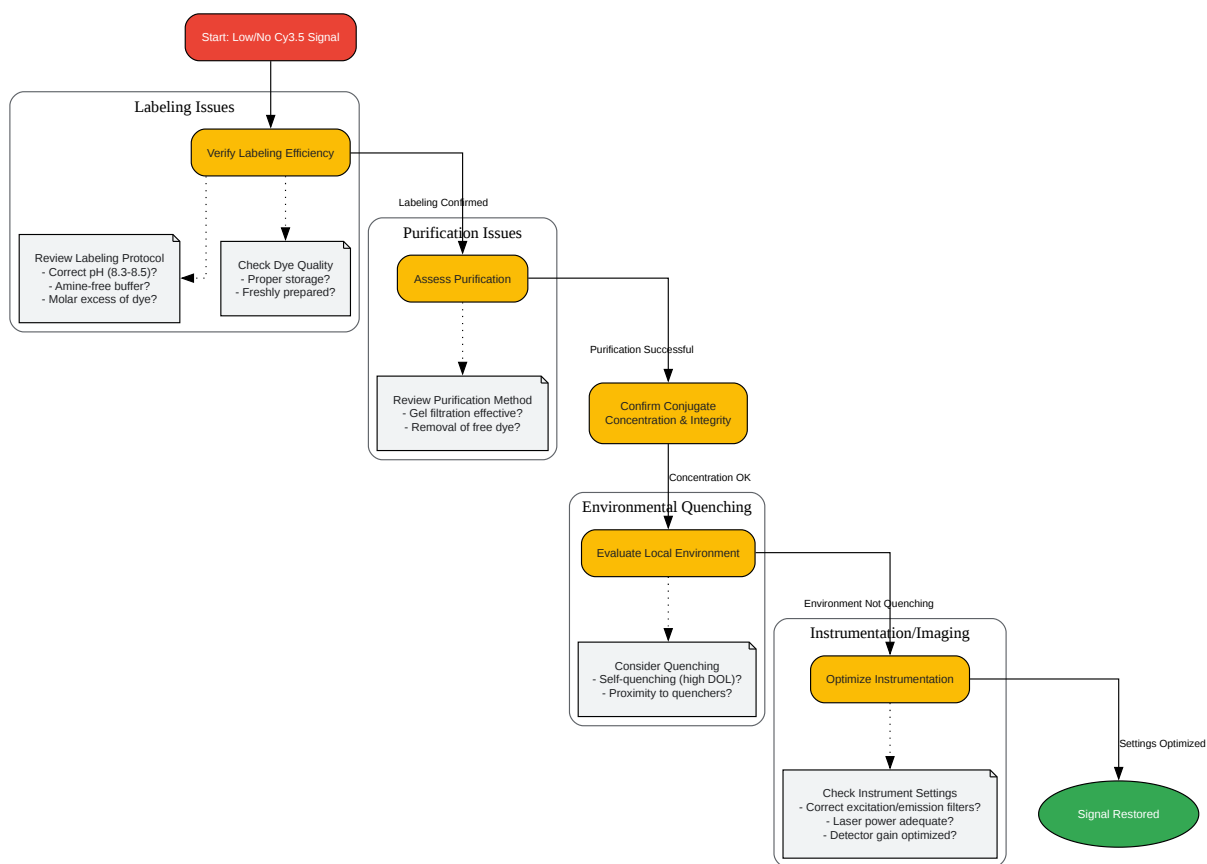 Start: Low/No Cy3.5 Signal
Labeling Issues
Verify Labeling Efficiency
Labeling Confirmed
Review Labeling Protocol
- Correct pH (8.3-8.5)?
- Amine-free buffer?
- Molar excess of dye?
Check Dye Quality
- Proper storage?
- Freshly prepared?
Purification Issues
Assess Purification
Purification Successful
Review Purification Method
- Gel filtration effective?
- Removal of free dye?
Confirm Conjugate
Concentration & Integrity
Concentration OK
Environmental Quenching
Evaluate Local Environment
Environment Not Quenching
Consider Quenching
- Self-quenching (high DOL)?
- Proximity to quenchers?
Instrumentation/Imaging
Optimize Instrumentation
Settings Optimized
Check Instrument Settings
- Correct excitation/emission filters?
- Laser power adequate?
- Detector gain optimized?
Signal Restored